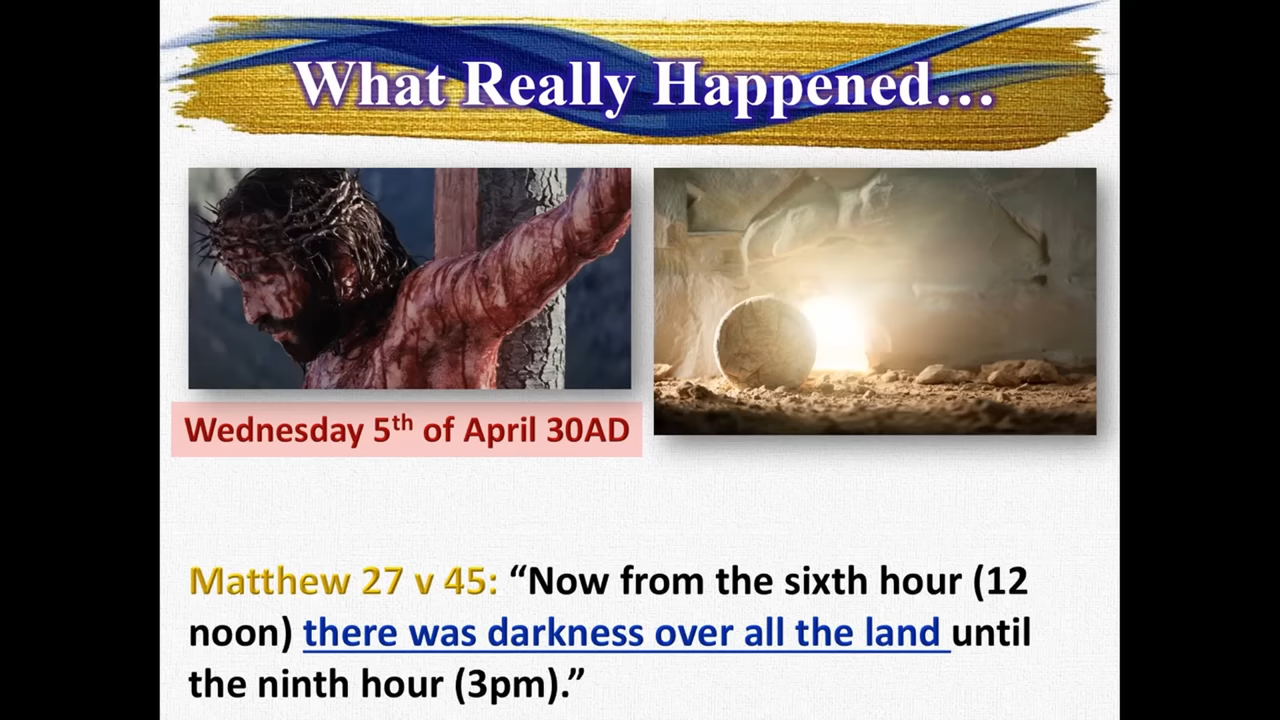 What Really Happened...
Wednesday 5th of April 30AD
Matthew 27 v 45: “Now from the sixth hour (12
noon) there was darkness over all the land until
the ninth hour (3pm).”